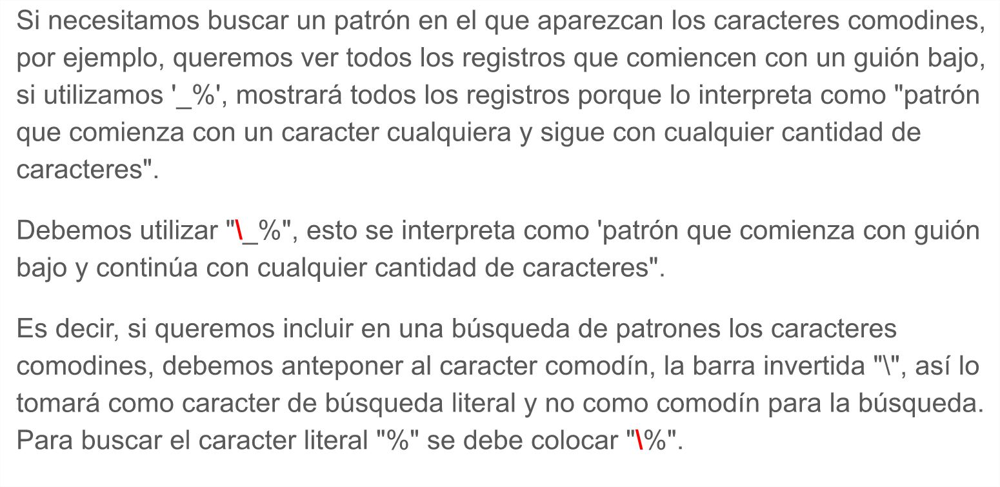 Si necesitamos buscar un patrón en el que aparezcan los caracteres comodines,
por ejemplo, queremos ver todos los registros que comiencen con un guión bajo,
si utilizamos '_%', mostrará todos los registros porque lo interpreta como "patrón
que comienza con un caracter cualquiera y sigue con cualquier cantidad de
caracteres".
Debemos utilizar "\_%", esto se interpreta como 'patrón que comienza con guión
bajo y continúa con cualquier cantidad de caracteres".
Es decir, si queremos incluir en una búsqueda de patrones los caracteres
comodines, debemos anteponer al caracter comodín, la barra invertida "\", así lo
tomará como caracter de búsqueda literal y no como comodín para la búsqueda.
Para buscar el caracter literal "%" se debe colocar "\%".